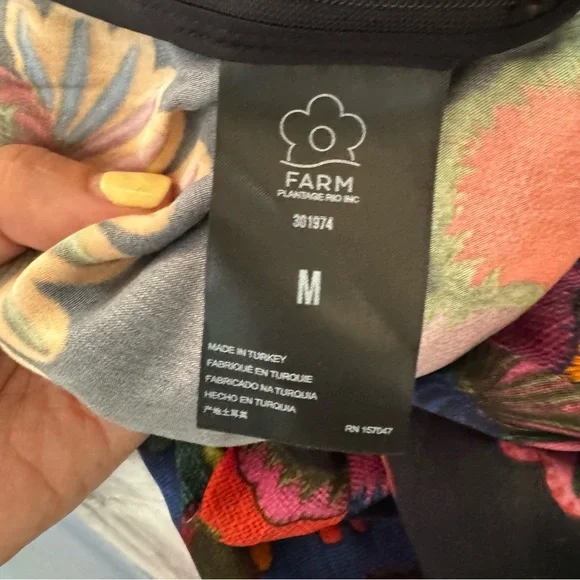 FARM
PLANTAGE RIO INC
301974
M
MADE IN TURKEY
FABRIQUÉ EN TURQUIE
FABRICADO NA TURQUIA
HECHO EN TURQUIA
产地土耳其
RN 157047